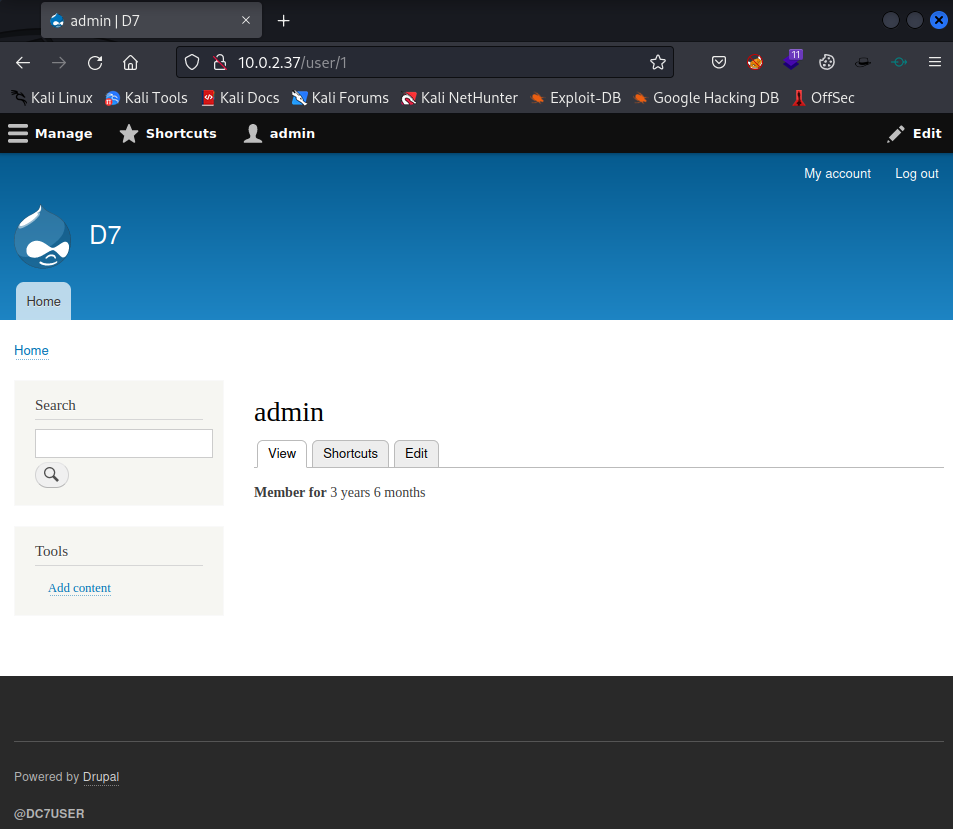 admin | D7
10.0.2.37/user/1
11
Kali Linux Kali Tools Kali Docs Kali Forums Kali NetHunter Exploit-DB Google Hacking DB OffSec
Manage Shortcuts admin Edit
My account Log out
D7
Home
Home
Search
admin
View Shortcuts Edit
Member for 3 years 6 months
Tools
Add content
Powered by Drupal
@DC7USER